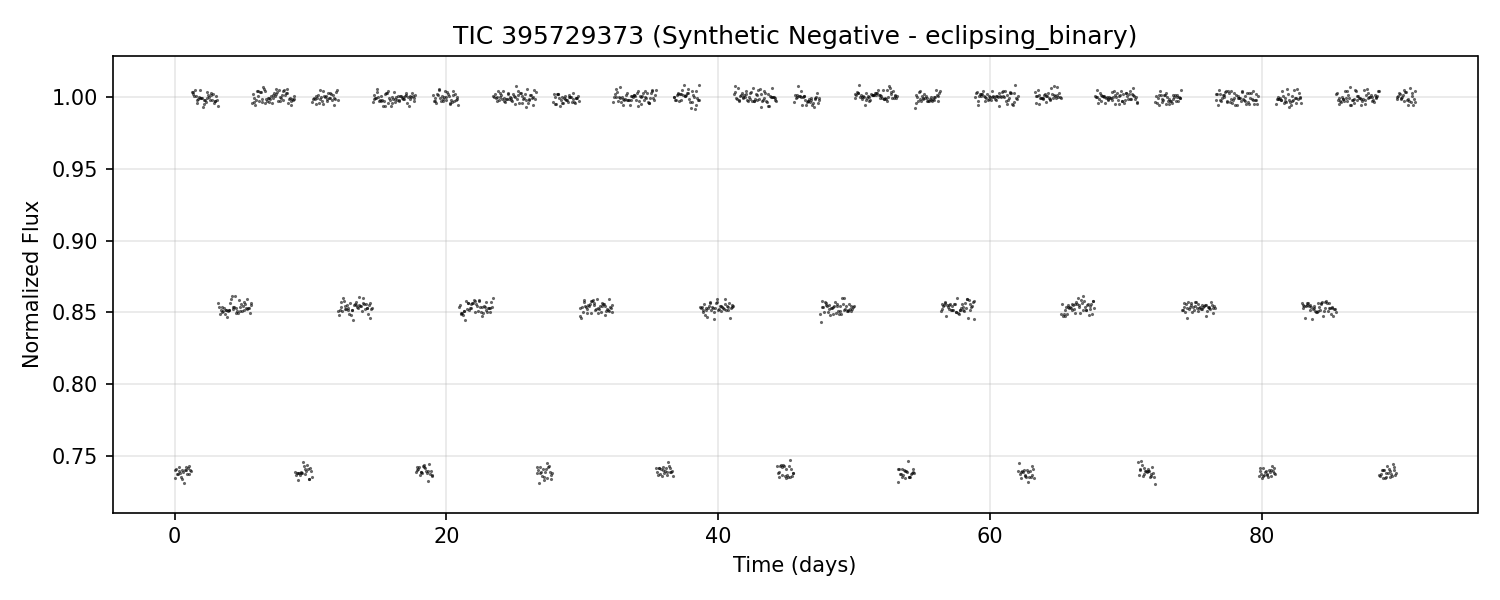 TIC 395729373 (Synthetic Negative - eclipsing_binary)
Normalized Flux
1.00
0.95
0.90
0.85
0.80
0.75
0 20 40 60 80
Time (days)